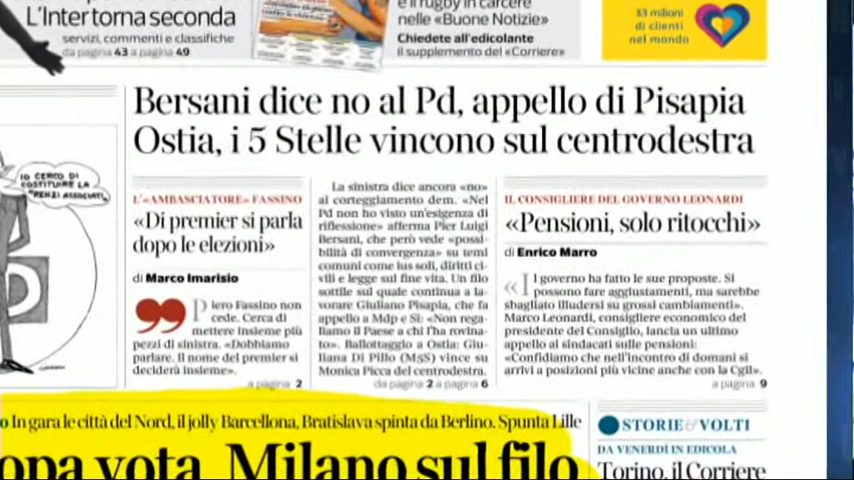 L'Intertorna seconda
servizi, commenti e classifiche
da pagina 43 a pagina 49
e il rugby in carcere
nelle «Buone Notizie»
Chiedete all'edicolante
il supplemento del «Corriere»
di clienti
nel mondo
Bersani dice no al Pd, appello di Pisapia
Ostia, i 5 Stelle vincono sul centrodestra
IO CERCO DI
COSTITUIRE LA
RENZI ASSOCIATI
L'«AMBASCIATORE» FASSINO
«Di premier si parla
dopo le elezioni»
di Marco Imarisio
Piero Fassino non
cede. Cerca di
mettere insieme più
pezzi di sinistra. «Dobbiamo
parlare. Il nome del premier si
deciderà insieme».
a pagina 2
La sinistra dice ancora «no»
al corteggiamento dem. «Nel
Pd non ho visto un'esigenza di
riflessione» afferma Pier Luigi
Bersani, che però vede «possi-
bilità di convergenza» su temi
comuni come ius soli, diritti ci-
vili e legge sul fine vita. Un filo
sottile sul quale continua a la-
vorare Giuliano Pisapia, che fa
appello a Mdp e Si: «Non rega-
liamo il Paese a chi l'ha rovina-
to». Ballottaggio a Ostia: Giu-
liana Di Pillo (M5S) vince su
Monica Picca del centrodestra.
da pagina 2 a pagina 6
IL CONSIGLIERE DEL GOVERNO LEONARDI
«Pensioni, solo ritocchi»
di Enrico Marro
«Il governo ha fatto le sue proposte. Si
possono fare aggiustamenti, ma sarebbe
sbagliato illudersi su grossi cambiamenti».
Marco Leonardi, consigliere economico del
presidente del Consiglio, lancia un ultimo
appello ai sindacati sulle pensioni:
«Confidiamo che nell'incontro di domani si
arrivi a posizioni più vicine anche con la Cgil».
a pagina 9
o In gara le città del Nord, il jolly Barcellona, Bratislava spinta da Berlino. Spunta Lille
opa vota, Milano sul filo
STORIE & VOLTI
DA VENERDÌ IN EDICOLA
Torino, il Corriere